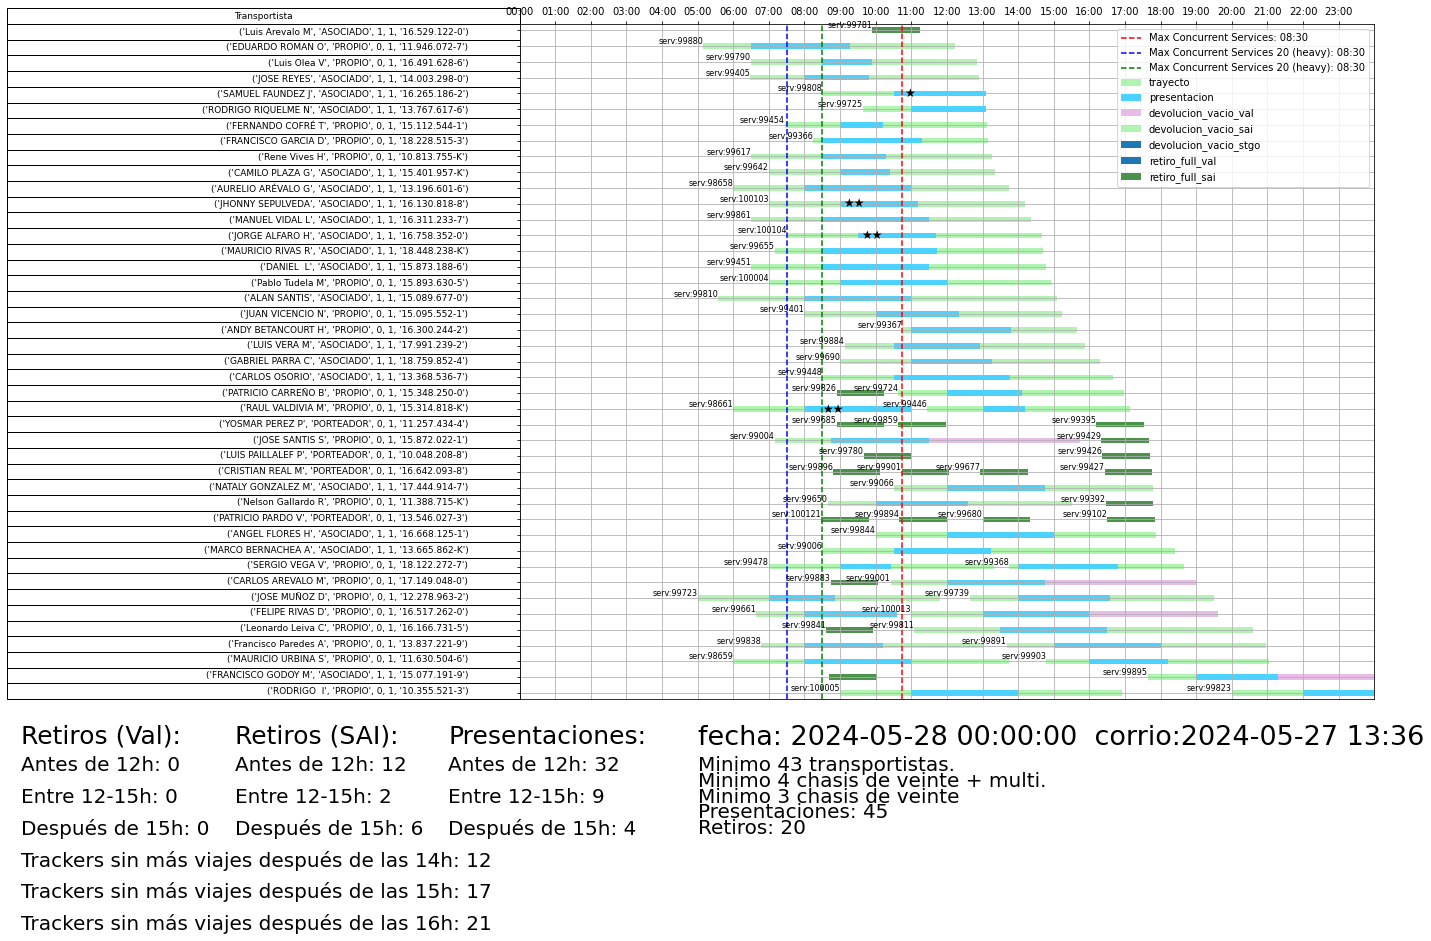 Transportista
00:00 01:00 02:00 03:00 04:00 05:00 06:00 07:00 08:00 09:00 10:00 11:00 12:00 13:00 14:00 15:00 16:00 17:00 18:00 19:00 20:00 21:00 22:00 23:00
('Luis Arevalo M', 'ASOCIADO', 1, 1, '16.529.122-0') serv:99781
('EDUARDO ROMAN O', 'PROPIO', 0, 1, '11.946.072-7') serv:99880
('Luis Olea V', 'PROPIO', 0, 1, '16.491.628-6') serv:99790
('JOSE REYES', 'ASOCIADO', 1, 1, '14.003.298-0') serv:99405
('SAMUEL FAÚNDEZ J', 'ASOCIADO', 1, 1, '16.265.186-2') serv:99808
('RODRIGO RIQUELME N', 'ASOCIADO', 1, 1, '13.767.617-6') serv:99725
('FERNANDO COFRÉ T', 'PROPIO', 0, 1, '15.112.544-1') serv:99454
('FRANCISCO GARCIA D', 'PROPIO', 0, 1, '18.228.515-3') serv:99366
('Rene Vives H', 'PROPIO', 0, 1, '10.813.755-K') serv:99617
('CAMILO PLAZA G', 'ASOCIADO', 1, 1, '15.401.957-K') serv:99642
('AURELIO ARÉVALO G', 'ASOCIADO', 1, 1, '13.196.601-6') serv:98658
('JHONNY SEPULVEDA', 'ASOCIADO', 1, 1, '16.130.818-8') serv:100103
('MANUEL VIDAL L', 'ASOCIADO', 1, 1, '16.311.233-7') serv:99861
('JORGE ALFARO H', 'ASOCIADO', 1, 1, '16.758.352-0') serv:100104
('MAURICIO RIVAS R', 'ASOCIADO', 1, 1, '18.448.238-K') serv:99655
('DANIEL  L', 'ASOCIADO', 1, 1, '15.873.188-6') serv:99451
('Pablo Tudela M', 'PROPIO', 0, 1, '15.893.630-5') serv:100004
('ALAN SANTIS', 'ASOCIADO', 1, 1, '15.089.677-0') serv:99810
('JUAN VICENCIO N', 'PROPIO', 0, 1, '15.095.552-1') serv:99401
('ANDY BETANCOURT H', 'PROPIO', 0, 1, '16.300.244-2') serv:99367
('LUIS VERA M', 'ASOCIADO', 1, 1, '17.991.239-2') serv:99884
('GABRIEL PARRA C', 'ASOCIADO', 1, 1, '18.759.852-4') serv:99690
('CARLOS OSORIO', 'ASOCIADO', 1, 1, '13.368.536-7') serv:99448
('PATRICIO CARREÑO B', 'PROPIO', 0, 1, '15.348.250-0') serv:99826 serv:99724
('RAUL VALDIVIA M', 'PROPIO', 0, 1, '15.314.818-K') serv:98661 serv:99446
('YOSMAR PEREZ P', 'PORTEADOR', 0, 1, '11.257.434-4') serv:99685 serv:99859 serv:99395
('JOSE SANTIS S', 'PROPIO', 0, 1, '15.872.022-1') serv:99004 serv:99429
('LUIS PAILLALEF P', 'PORTEADOR', 0, 1, '10.048.208-8') serv:99780 serv:99426
('CRISTIAN REAL M', 'PORTEADOR', 0, 1, '16.642.093-8') serv:99896 serv:99901 serv:99677 serv:99427
('NATALY GONZALEZ M', 'ASOCIADO', 1, 1, '17.444.914-7') serv:99066
('Nelson Gallardo R', 'PROPIO', 0, 1, '11.388.715-K') serv:99650 serv:99392
('PATRICIO PARDO V', 'PORTEADOR', 0, 1, '13.546.027-3') serv:100121 serv:99894 serv:99680 serv:99102
('ANGEL FLORES H', 'ASOCIADO', 1, 1, '16.668.125-1') serv:99844
('MARCO BERNACHEA A', 'ASOCIADO', 1, 1, '13.665.862-K') serv:99006
('SERGIO VEGA V', 'PROPIO', 0, 1, '18.122.272-7') serv:99478 serv:99368
('CARLOS AREVALO M', 'PROPIO', 0, 1, '17.149.048-0') serv:99883 serv:99001
('JOSE MUÑOZ D', 'PROPIO', 0, 1, '12.278.963-2') serv:99723 serv:99739
('FELIPE RIVAS D', 'PROPIO', 0, 1, '16.517.262-0') serv:99661 serv:100013
('Leonardo Leiva C', 'PROPIO', 0, 1, '16.166.731-5') serv:99841 serv:99811
('Francisco Paredes A', 'PROPIO', 0, 1, '13.837.221-9') serv:99838 serv:99891
('MAURICIO URBINA S', 'PROPIO', 0, 1, '11.630.504-6') serv:98659 serv:99903
('FRANCISCO GODOY M', 'ASOCIADO', 1, 1, '15.077.191-9') serv:99895
('RODRIGO  I', 'PROPIO', 0, 1, '10.355.521-3') serv:100005 serv:99823
Max Concurrent Services: 08:30
Max Concurrent Services 20 (heavy): 08:30
Max Concurrent Services 20 (heavy): 08:30
trayecto
presentacion
devolucion_vacio_val
devolucion_vacio_sai
devolucion_vacio_stgo
retiro_full_val
retiro_full_sai
Retiros (Val):
Antes de 12h: 0
Entre 12-15h: 0
Después de 15h: 0
Retiros (SAI):
Antes de 12h: 12
Entre 12-15h: 2
Después de 15h: 6
Presentaciones:
Antes de 12h: 32
Entre 12-15h: 9
Después de 15h: 4
fecha: 2024-05-28 00:00:00  corrio:2024-05-27 13:36
Minimo 43 transportistas.
Minimo 4 chasis de veinte + multi.
Minimo 3 chasis de veinte
Presentaciones: 45
Retiros: 20
Trackers sin más viajes después de las 14h: 12
Trackers sin más viajes después de las 15h: 17
Trackers sin más viajes después de las 16h: 21